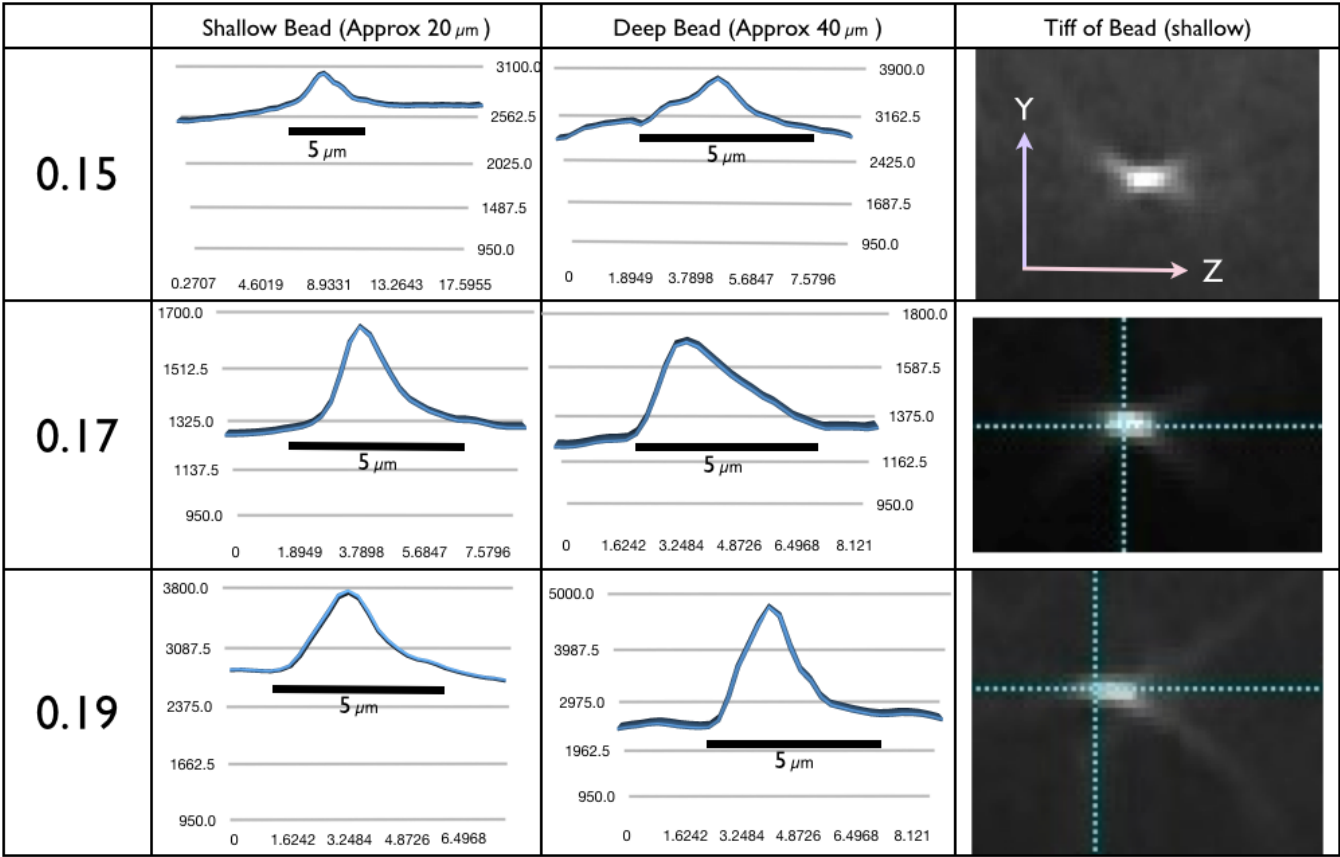 Shallow Bead (Approx 20 μm )
Deep Bead (Approx 40 μm )
Tiff of Bead (shallow)
0.15
3100.0
2562.5
2025.0
1487.5
950.0
5 μm
0.2707 4.6019 8.9331 13.2643 17.5955
3900.0
3162.5
2425.0
1687.5
950.0
5 μm
0 1.8949 3.7898 5.6847 7.5796
Y
Z
0.17
1700.0
1512.5
1325.0
1137.5
950.0
5 μm
0 1.8949 3.7898 5.6847 7.5796
1800.0
1587.5
1375.0
1162.5
950.0
5 μm
0 1.6242 3.2484 4.8726 6.4968 8.121
0.19
3800.0
3087.5
2375.0
1662.5
950.0
5 μm
0 1.6242 3.2484 4.8726 6.4968
5000.0
3987.5
2975.0
1962.5
950.0
5 μm
0 1.6242 3.2484 4.8726 6.4968 8.121